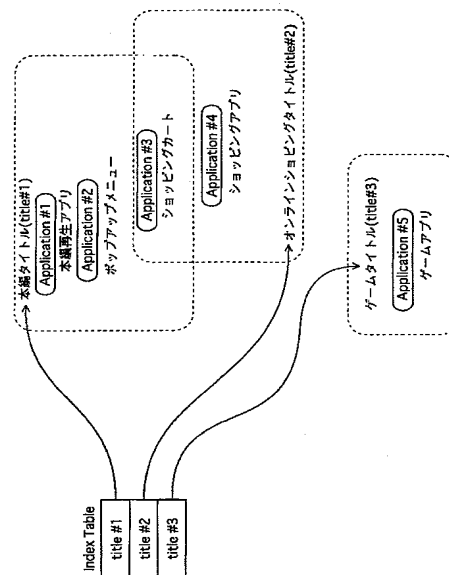 Index Table
title #1
title #2
title #3
本編タイトル(title#1)
Application #1
本編再生アプリ
Application #2
ポップアップメニュー
Application #3
ショッピングカート
Application #4
ショッピングアプリ
オンラインショッピングタイトル(title#2)
ゲームタイトル(title#3)
Application #5
ゲームアプリ